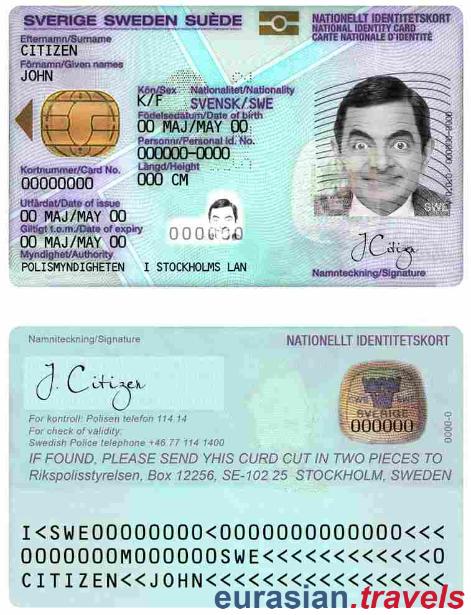 SVERIGE SWEDEN SUÈDE
NATIONELLT IDENTITETSKORT
NATIONAL IDENTITY CARD
CARTE NATIONALE D'IDENTITÉ
Efternamn/Surname
CITIZEN
Förnamn/Given names
JOHN
Kön/Sex Nationalitet/Nationality
K/F SVENSK/SWE
Födelsedatum/Date of birth
00 MAJ/MAY 00
Personnr/Personal id. No.
000000-0000
Längd/Height
000 CM
Kortnummer/Card No.
00000000
Utfärdat/Date of issue
00 MAJ/MAY 00
Giltigt t.o.m./Date of expiry
00 MAJ/MAY 00
Myndighet/Authority
POLISMYNDIGHETEN I STOCKHOLMS LAN
SWE
J Citizen
Namnteckning/Signature
Namnteckning/Signature
NATIONELLT IDENTITETSKORT
J. Citizen
SVERIGE
000000
0000-0
For kontroll: Polisen telefon 114 14
For check of validity:
Swedish Police telephone +46 77 114 1400
IF FOUND, PLEASE SEND YHIS CURD CUT IN TWO PIECES TO
Rikspolisstyrelsen, Box 12256, SE-102 25 STOCKHOLM, SWEDEN
I<SWE00000000<0000000000000<<<
0000000M000000SWE<<<<<<<<<<<<0
CITIZEN<<JOHN<<<<<<<<<<<<<<<<<
eurasian.travels